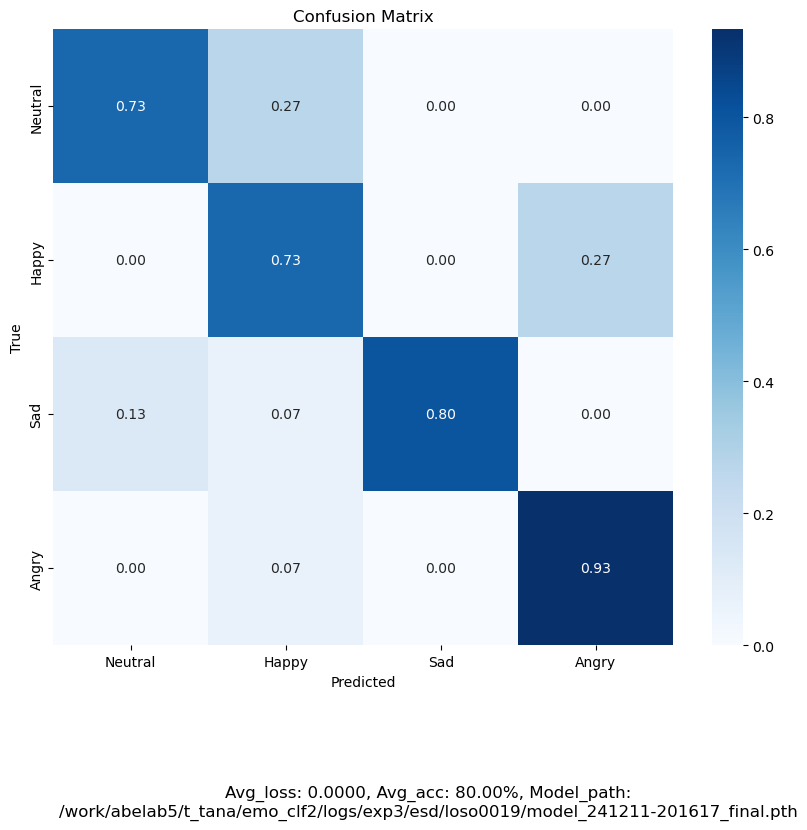 Confusion Matrix
Neutral 0.73 0.27 0.00 0.00
Happy 0.00 0.73 0.00 0.27
Sad 0.13 0.07 0.80 0.00
Angry 0.00 0.07 0.00 0.93
True
Neutral Happy Sad Angry
Predicted
0.8
0.6
0.4
0.2
0.0
Avg_loss: 0.0000, Avg_acc: 80.00%, Model_path:
/work/abelab5/t_tana/emo_clf2/logs/exp3/esd/loso0019/model_241211-201617_final.pth